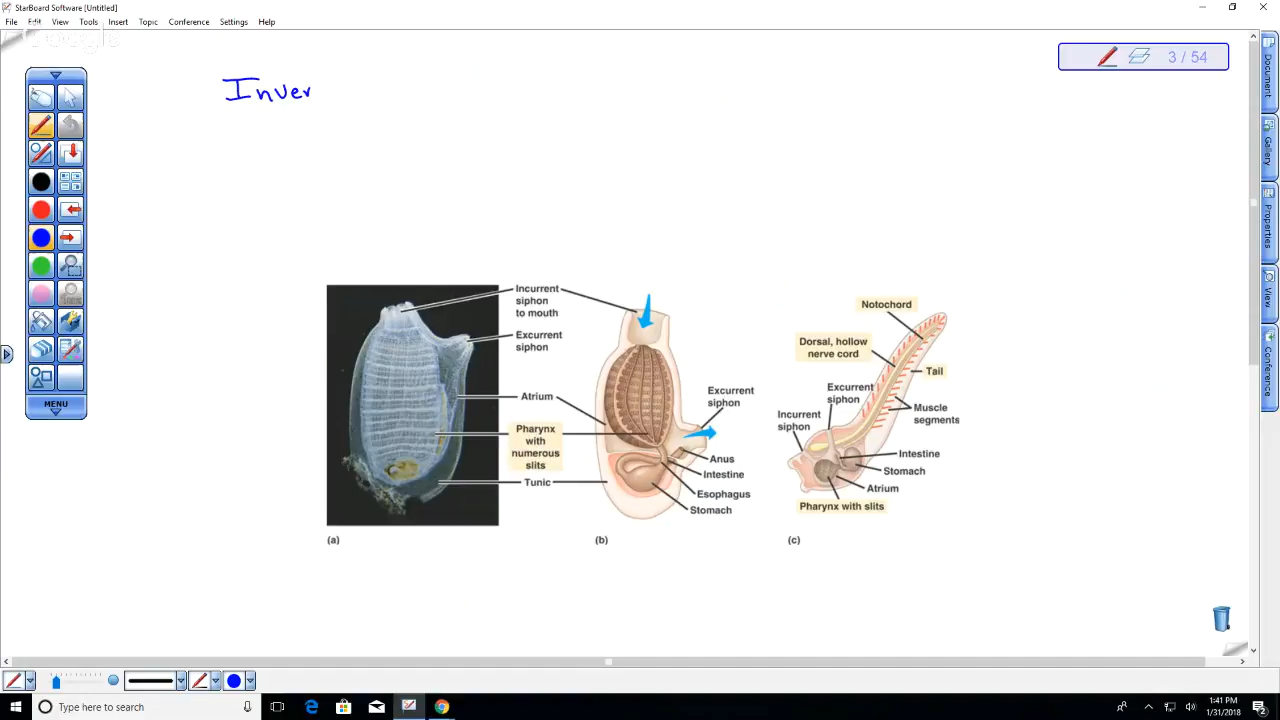 StarBoard Software [Untitled]
File Edit View Tools Insert Topic Conference Settings Help
3 / 54
Inver
Document
Gallery
Properties
View
Conference
MENU
Incurrent
siphon
to mouth
Excurrent
siphon
Atrium
Pharynx
with
numerous
slits
Tunic
(a)
Excurrent
siphon
Anus
Intestine
Esophagus
Stomach
(b)
Notochord
Dorsal, hollow
nerve cord
Tail
Excurrent
siphon
Muscle
segments
Incurrent
siphon
Intestine
Stomach
Atrium
Pharynx with slits
(c)
Type here to search
1:41 PM
1/31/2018
2